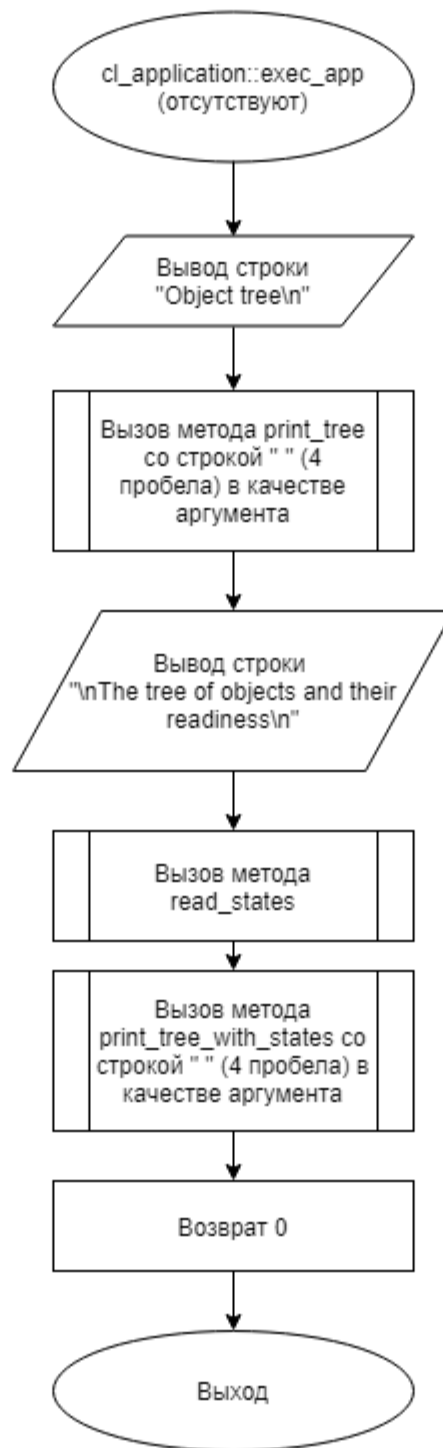 cl_application::exec_app
(отсутствуют)
Вывод строки
"Object tree\n"
Вызов метода print_tree
со строкой " " (4
пробела) в качестве
аргумента
Вывод строки
"\nThe tree of objects and their
readiness\n"
Вызов метода
read_states
Вызов метода
print_tree_with_states со
строкой " " (4 пробела) в
качестве аргумента
Возврат 0
Выход